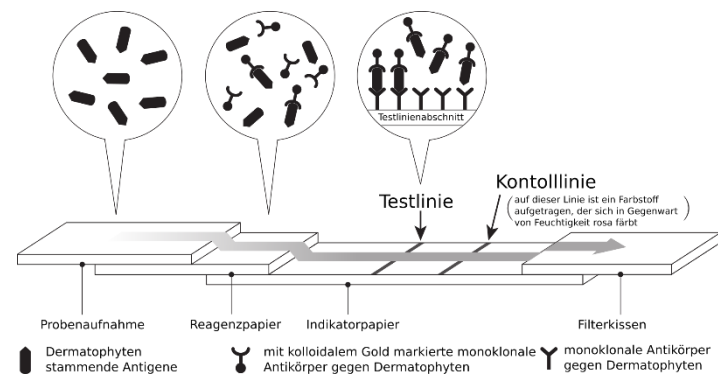 Testlinienabschnitt
Testlinie
Kontolllinie
(auf dieser Linie ist ein Farbstoff
aufgetragen, der sich in Gegenwart
von Feuchtigkeit rosa färbt)
Probenaufnahme
Reagenzpapier
Indikatorpapier
Filterkissen
Dermatophyten
stammende Antigene
mit kolloidalem Gold markierte monoklonale
Antikörper gegen Dermatophyten
monoklonale Antikörper
gegen Dermatophyten